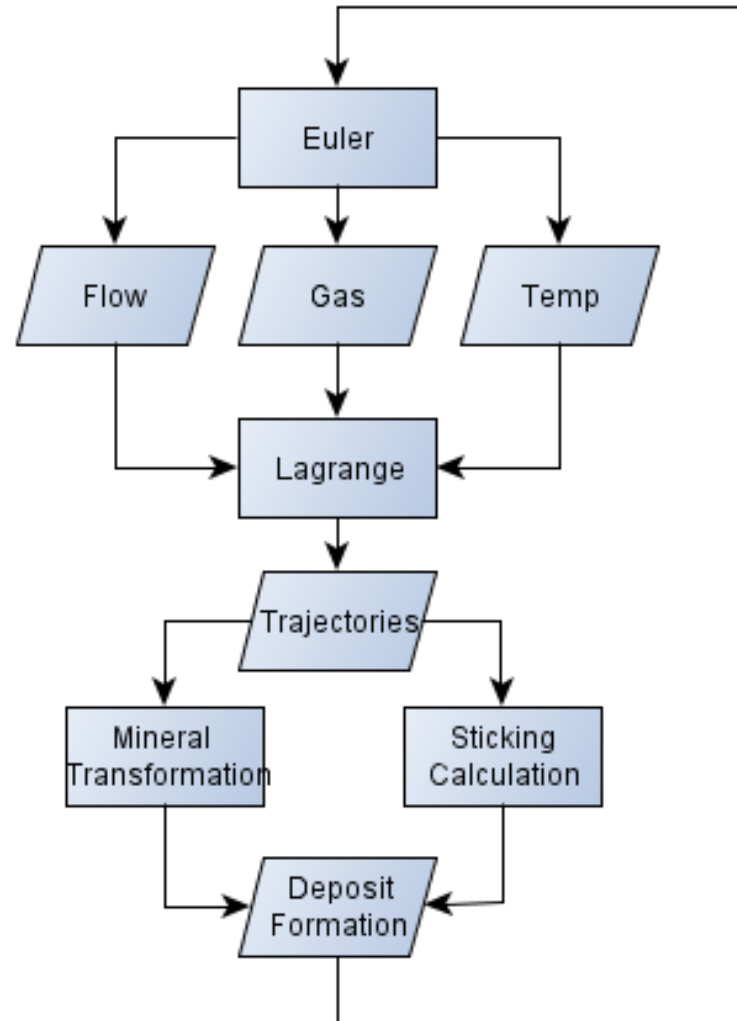 Euler
Flow
Gas
Temp
Lagrange
Trajectories
Mineral
Transformation
Sticking
Calculation
Deposit
Formation